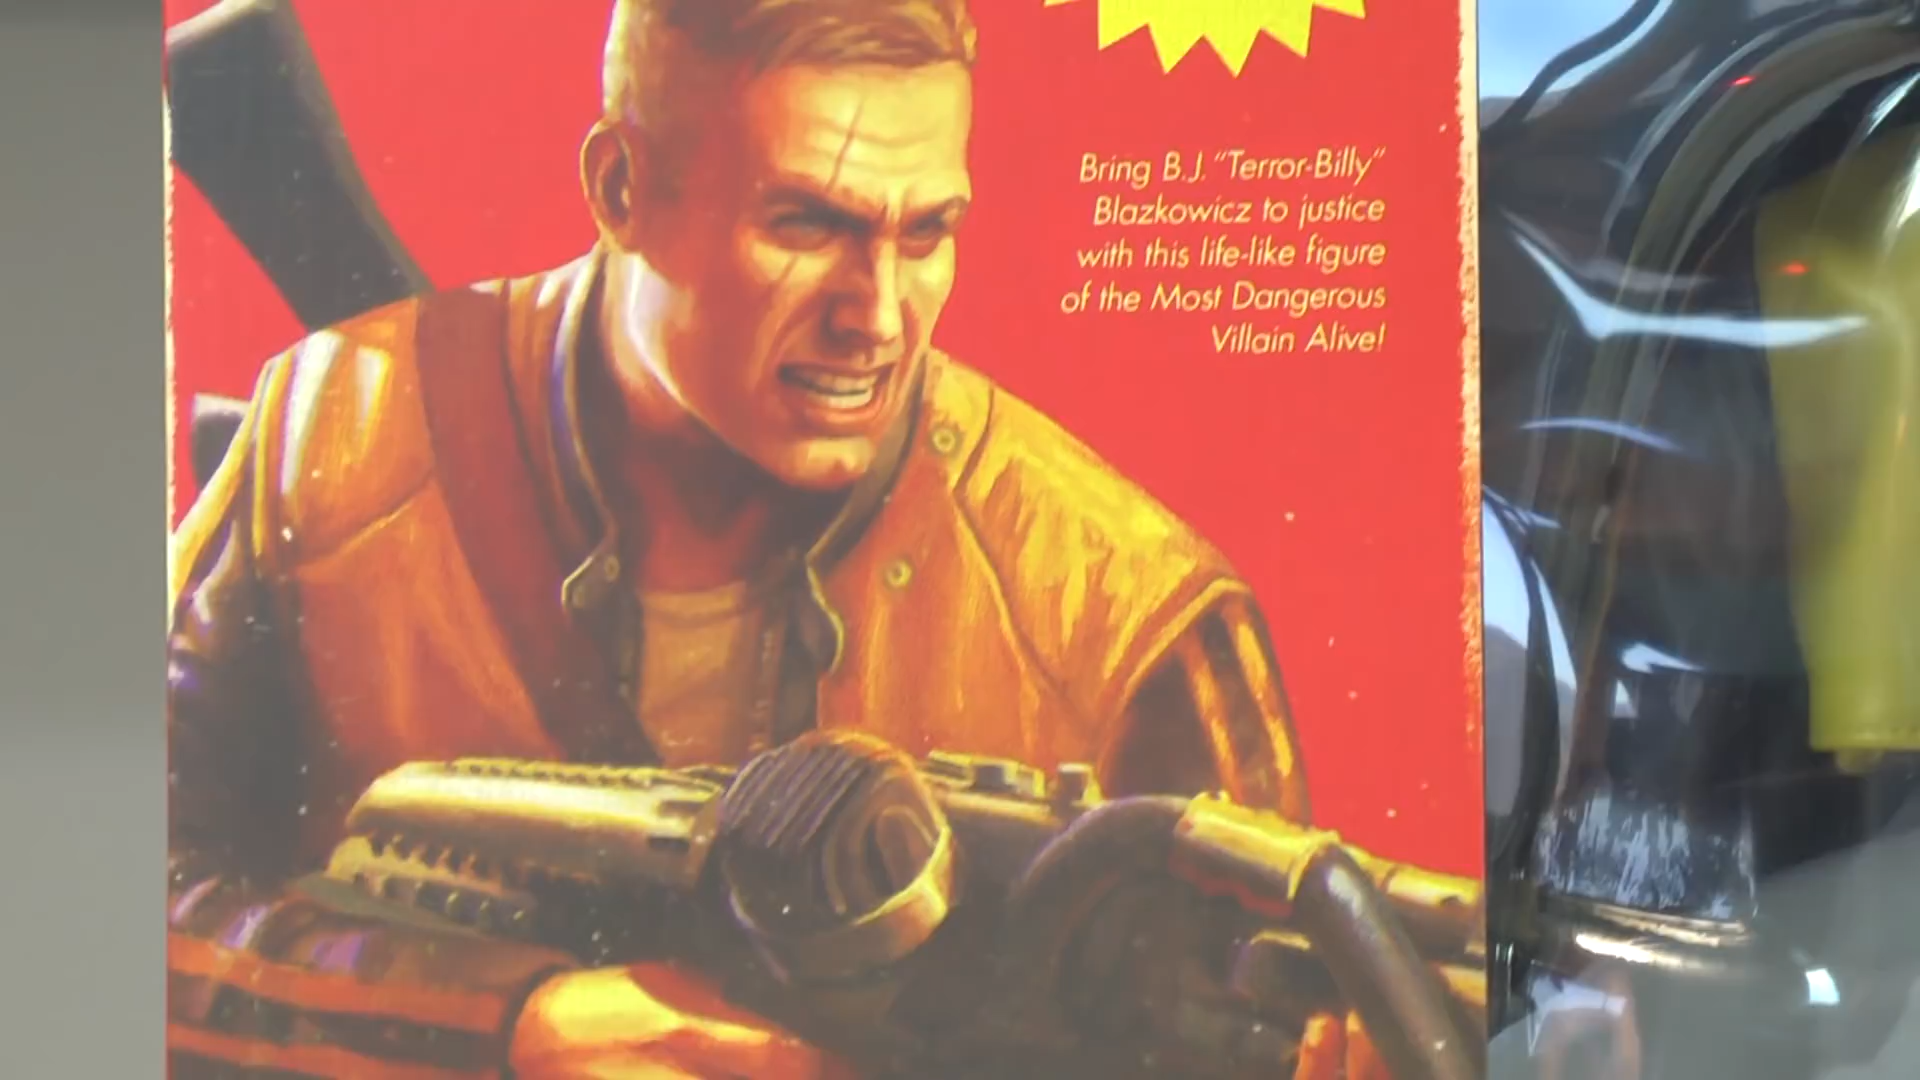 Bring B.J. "Terror-Billy"
Blazkowicz to justice
with this life-like figure
of the Most Dangerous
Villain Alive!